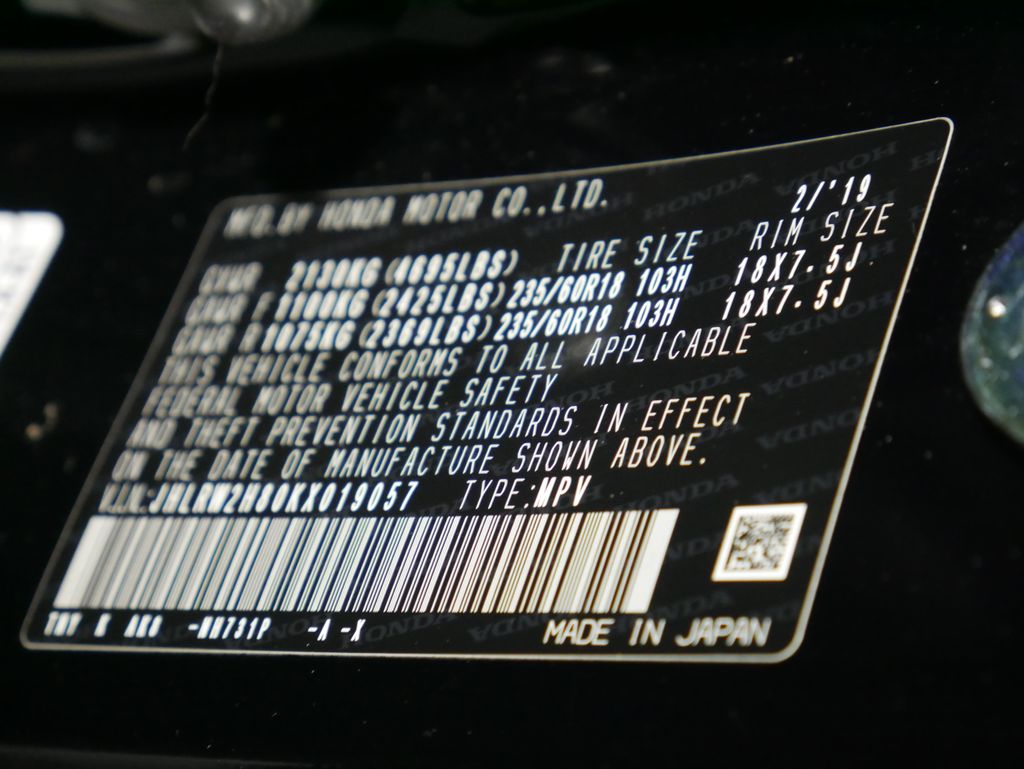 MFD.BY HONDA MOTOR CO.,LTD. 2/'19
GVWR 2130KG(4695LBS) TIRE SIZE RIM SIZE
GAWR F 1100KG(2425LBS)235/60R18 103H 18X7.5J
GAWR R1075KG(2369LBS)235/60R18 103H 18X7.5J
THIS VEHICLE CONFORMS TO ALL APPLICABLE
FEDERAL MOTOR VEHICLE SAFETY
AND THEFT PREVENTION STANDARDS IN EFFECT
ON THE DATE OF MANUFACTURE SHOWN ABOVE.
V.I.N.:JHLRW2H80KX019057 TYPE:MPV
-NH731P -A -X
MADE IN JAPAN